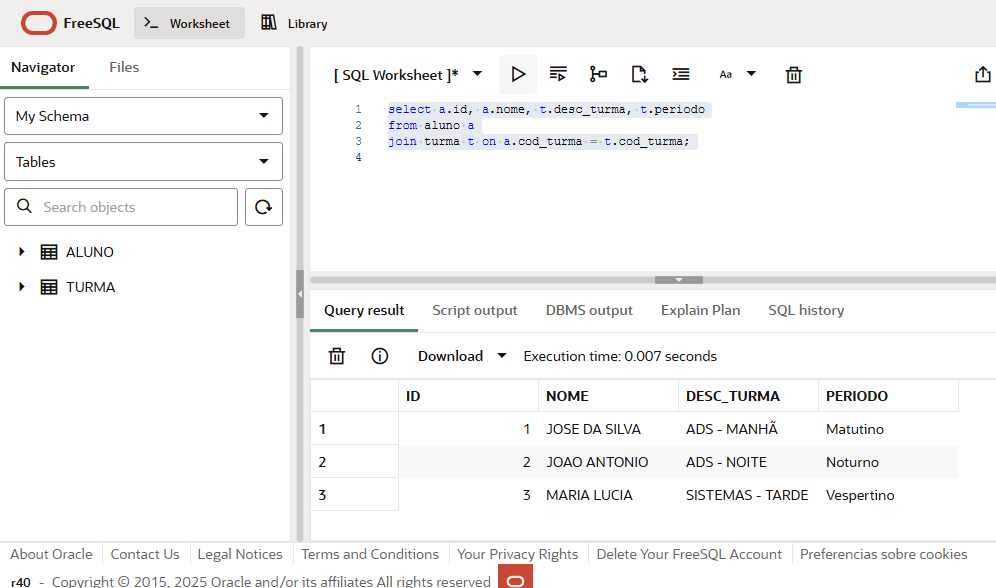 FreeSQL Worksheet Library
Navigator Files
My Schema
Tables
Search objects
ALUNO
TURMA
[ SQL Worksheet ]* Aa
1 select a.id, a.nome, t.desc_turma, t.periodo
2 from aluno a
3 join turma t on a.cod_turma = t.cod_turma;
4
Query result Script output DBMS output Explain Plan SQL history
Download Execution time: 0.007 seconds
ID NOME DESC_TURMA PERIODO
1 1 JOSE DA SILVA ADS - MANHÃ Matutino
2 2 JOAO ANTONIO ADS - NOITE Noturno
3 3 MARIA LUCIA SISTEMAS - TARDE Vespertino
About Oracle Contact Us Legal Notices Terms and Conditions Your Privacy Rights Delete Your FreeSQL Account Preferencias sobre cookies
r40 - Copyright © 2015, 2025 Oracle and/or its affiliates All rights reserved